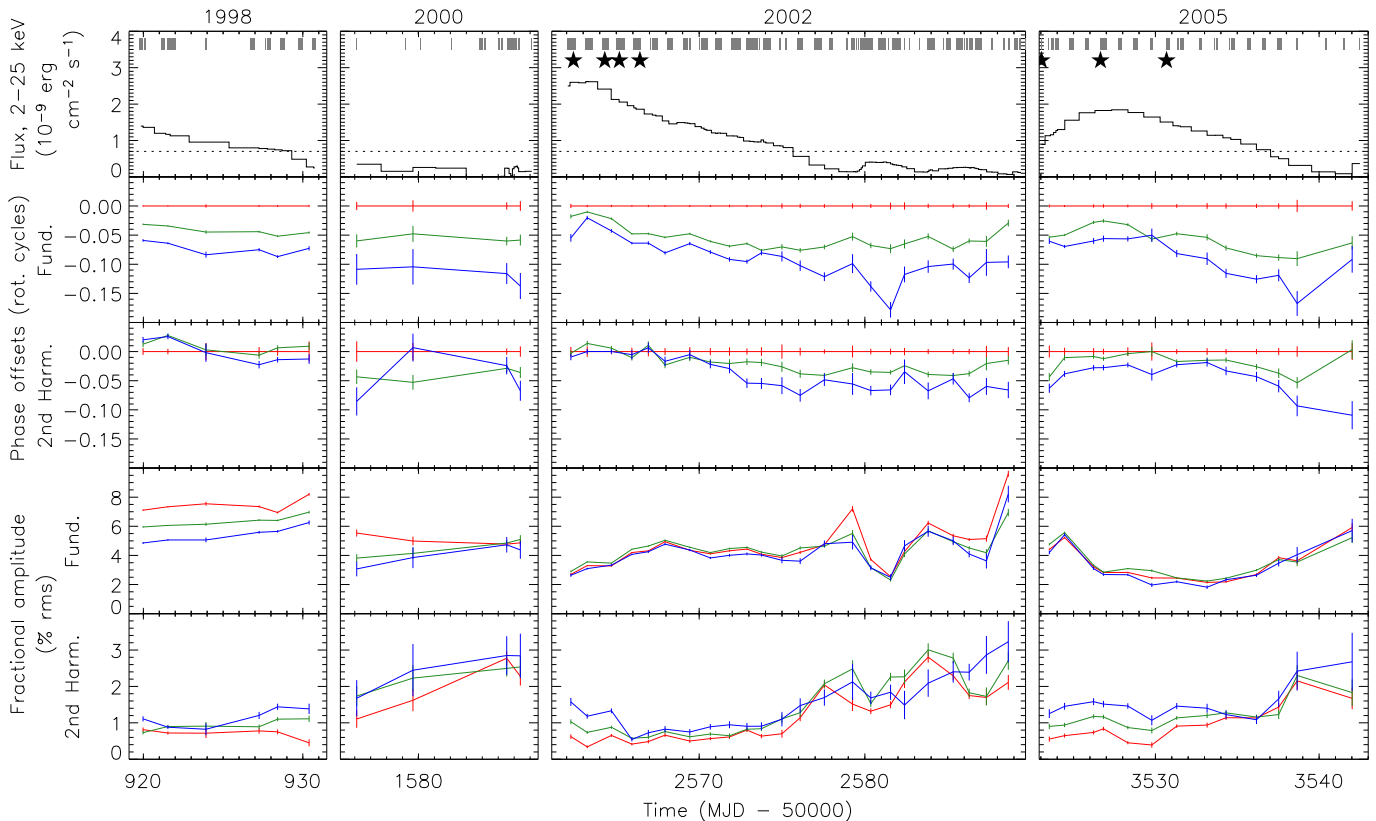 1998 2000 2002 2005
Flux, 2−25 keV
(10⁻⁹ erg
cm⁻² s⁻¹)
4
3
2
1
0
Phase offsets (rot. cycles)
Fund.
0.00
−0.05
−0.10
−0.15
2nd Harm.
0.00
−0.05
−0.10
−0.15
Fractional amplitude
(% rms)
Fund.
8
6
4
2
0
2nd Harm.
3
2
1
0
920 930 1580 2570 2580 3530 3540
Time (MJD − 50000)